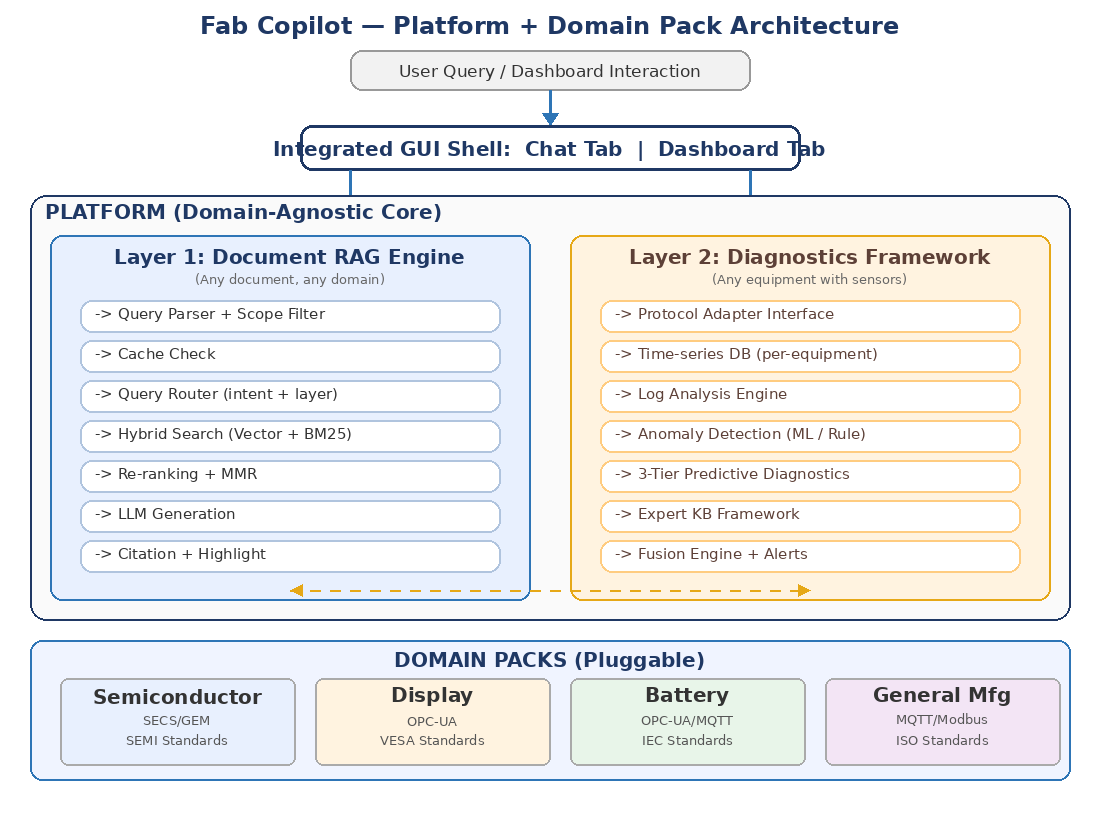 Fab Copilot — Platform + Domain Pack Architecture
User Query / Dashboard Interaction
Integrated GUI Shell:  Chat Tab  |  Dashboard Tab
PLATFORM (Domain-Agnostic Core)
Layer 1: Document RAG Engine
(Any document, any domain)
-> Query Parser + Scope Filter
-> Cache Check
-> Query Router (intent + layer)
-> Hybrid Search (Vector + BM25)
-> Re-ranking + MMR
-> LLM Generation
-> Citation + Highlight
Layer 2: Diagnostics Framework
(Any equipment with sensors)
-> Protocol Adapter Interface
-> Time-series DB (per-equipment)
-> Log Analysis Engine
-> Anomaly Detection (ML / Rule)
-> 3-Tier Predictive Diagnostics
-> Expert KB Framework
-> Fusion Engine + Alerts
DOMAIN PACKS (Pluggable)
Semiconductor
SECS/GEM
SEMI Standards
Display
OPC-UA
VESA Standards
Battery
OPC-UA/MQTT
IEC Standards
General Mfg
MQTT/Modbus
ISO Standards